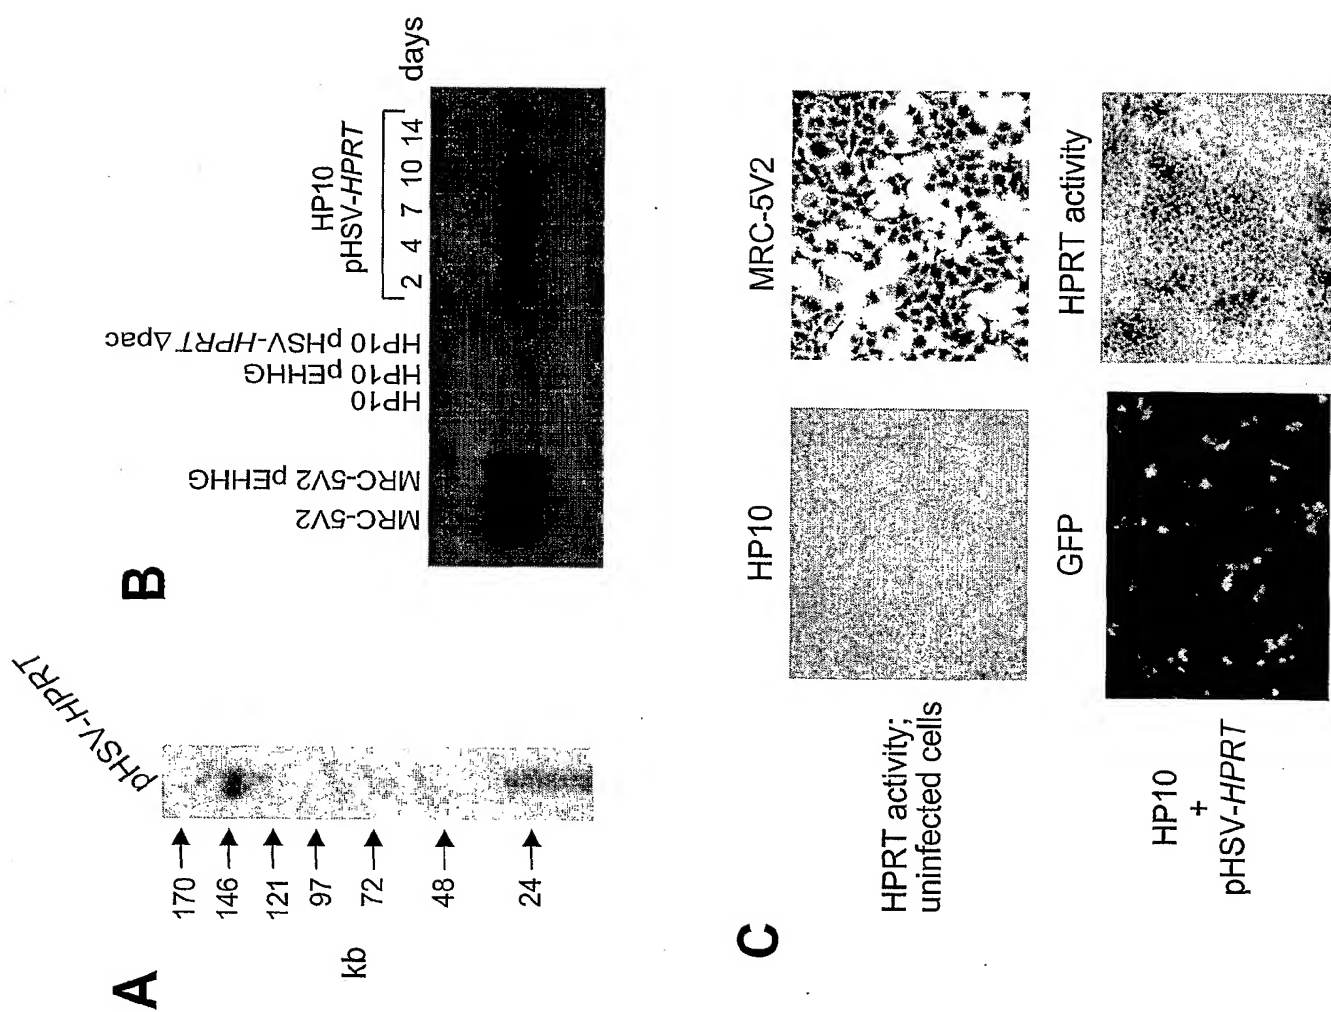 A
pHSV-HPRT
170
146
121
97
72
48
24
kb
B
MRC-5V2
MRC-5V2 pEHHG
HP10
HP10 pEHHG
HP10 pHSV-HPRTΔpac
HP10
pHSV-HPRT
2 4 7 10 14 days
C
HP10
MRC-5V2
HPRT activity;
uninfected cells
GFP
HPRT activity
HP10
+
pHSV-HPRT